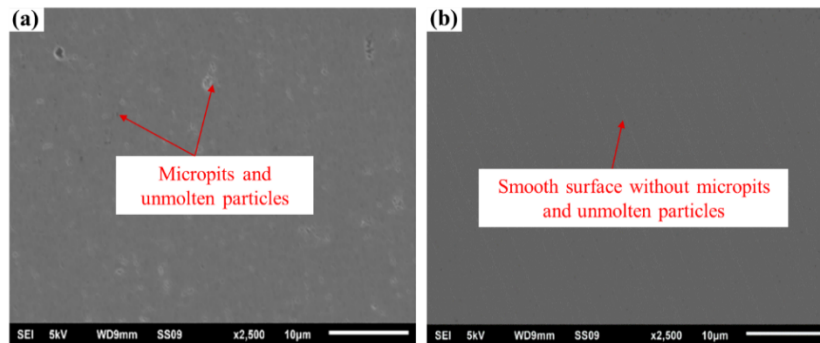 (a)
Micropits and
unmolten particles
SEI 5kV WD9mm SS09 x2,500 10μm
(b)
Smooth surface without micropits
and unmolten particles
SEI 5kV WD9mm SS09 x2,500 10μm